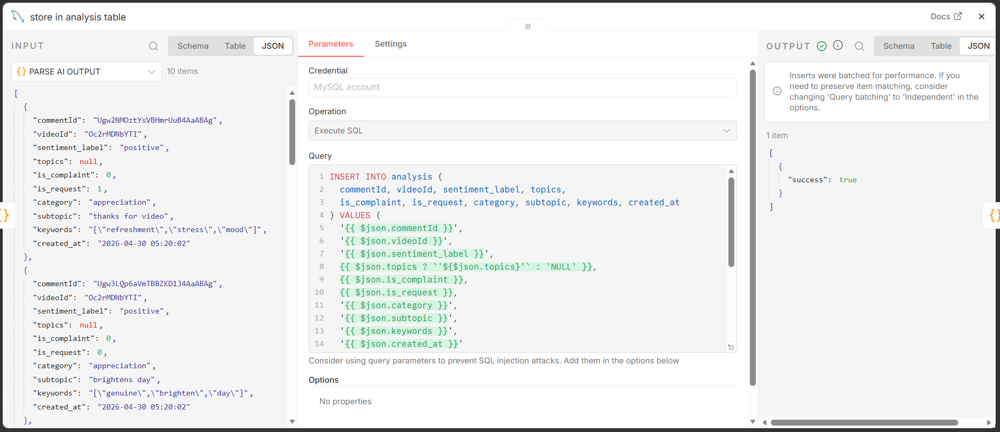 store in analysis table
Docs
INPUT
Schema
Table
JSON
PARSE AI OUTPUT
10 items
[
{
"commentId": "Ugw2NMOztYsVBHmrUuB4AaABAg",
"videoId": "Oc2rMDNbYTI",
"sentiment_label": "positive",
"topics": null,
"is_complaint": 0,
"is_request": 1,
"category": "appreciation",
"subtopic": "thanks for video",
"keywords": "[\"refreshment\",\"stress\",\"mood\"]",
"created_at": "2026-04-30 05:20:02"
},
{
"commentId": "Ugw3LQp6aVmTBBZKD1J4AaABAg",
"videoId": "Oc2rMDNbYTI",
"sentiment_label": "positive",
"topics": null,
"is_complaint": 0,
"is_request": 0,
"category": "appreciation",
"subtopic": "brightens day",
"keywords": "[\"genuine\",\"brighten\",\"day\"]",
"created_at": "2026-04-30 05:20:02"
},
Parameters
Settings
Credential
MySQL account
Operation
Execute SQL
Query
1 INSERT INTO analysis (
2 commentId, videoId, sentiment_label, topics,
3 is_complaint, is_request, category, subtopic, keywords, created_at
4 ) VALUES (
5 '{{ $json.commentId }}',
6 '{{ $json.videoId }}',
7 '{{ $json.sentiment_label }}',
8 {{ $json.topics ? `'${$json.topics}'` : 'NULL' }},
9 {{ $json.is_complaint }},
10 {{ $json.is_request }},
11 '{{ $json.category }}',
12 '{{ $json.subtopic }}',
13 '{{ $json.keywords }}',
14 '{{ $json.created_at }}'
Consider using query parameters to prevent SQL injection attacks. Add them in the options below
Options
No properties
OUTPUT
Schema
Table
JSON
Inserts were batched for performance. If you
need to preserve item matching, consider
changing 'Query batching' to 'Independent' in the
options.
1 item
[
{
"success": true
}
]